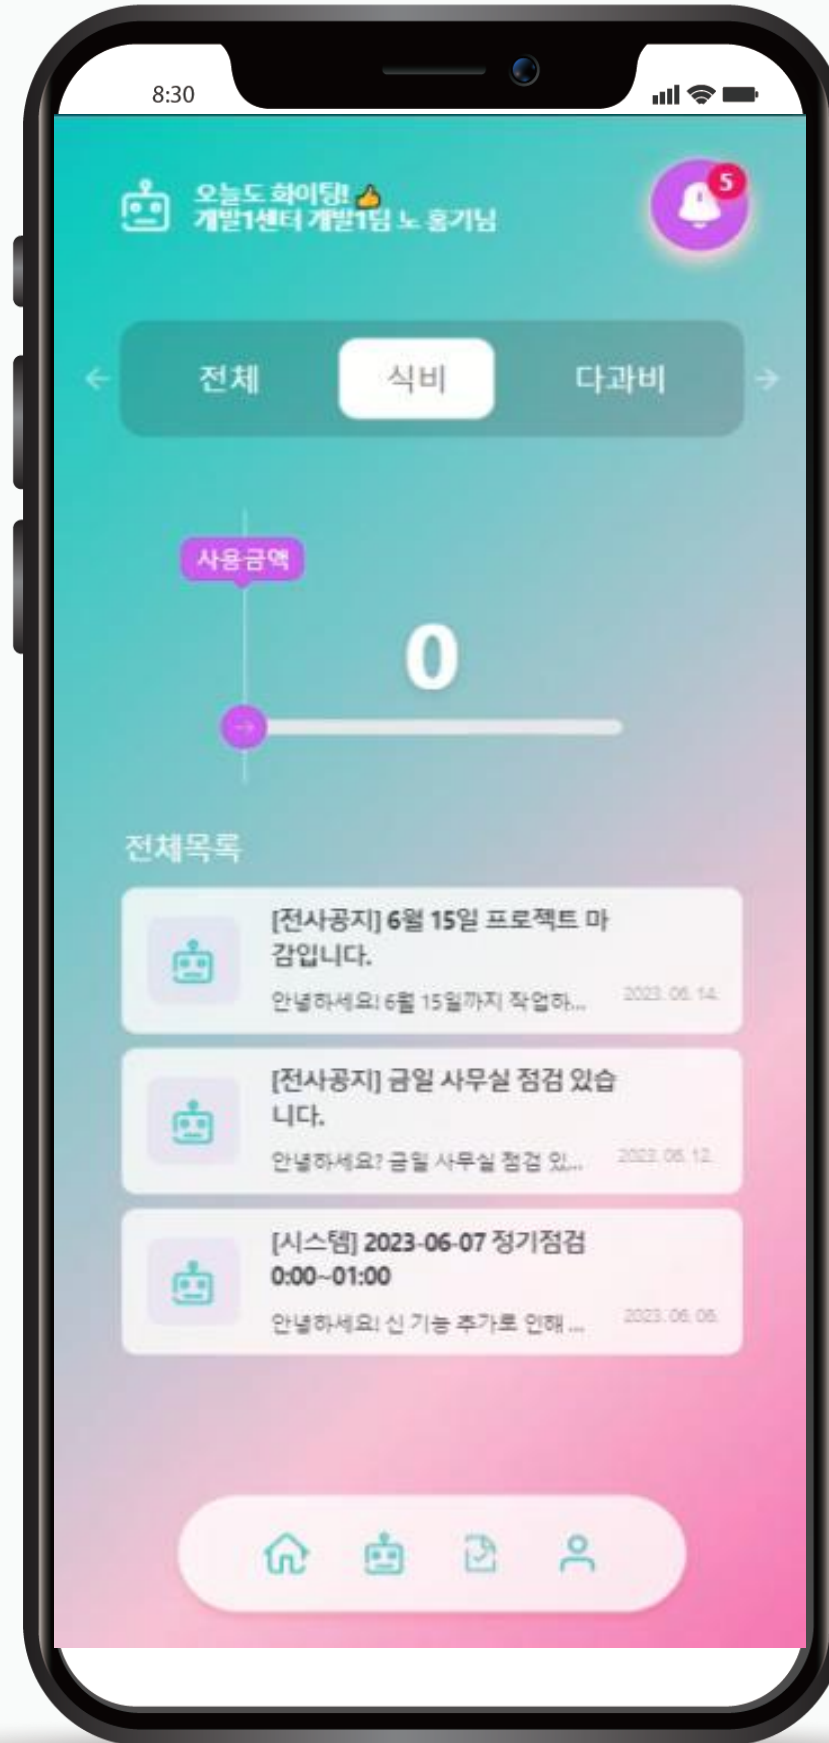 8:30
오늘도 화이팅! 👍
5
개발1센터 개발1팀 노 홍기님
전체
식비
다과비
사용금액
0
전체목록
[전사공지] 6월 15일 프로젝트 마
감입니다.
안녕하세요! 6월 15일까지 작업하...
2023. 06. 14.
[전사공지] 금일 사무실 점검 있습
니다.
안녕하세요? 금일 사무실 점검 있...
2023. 06. 12.
[시스템] 2023-06-07 정기점검
0:00~01:00
안녕하세요! 신 기능 추가로 인해 ...
2023. 06. 06.